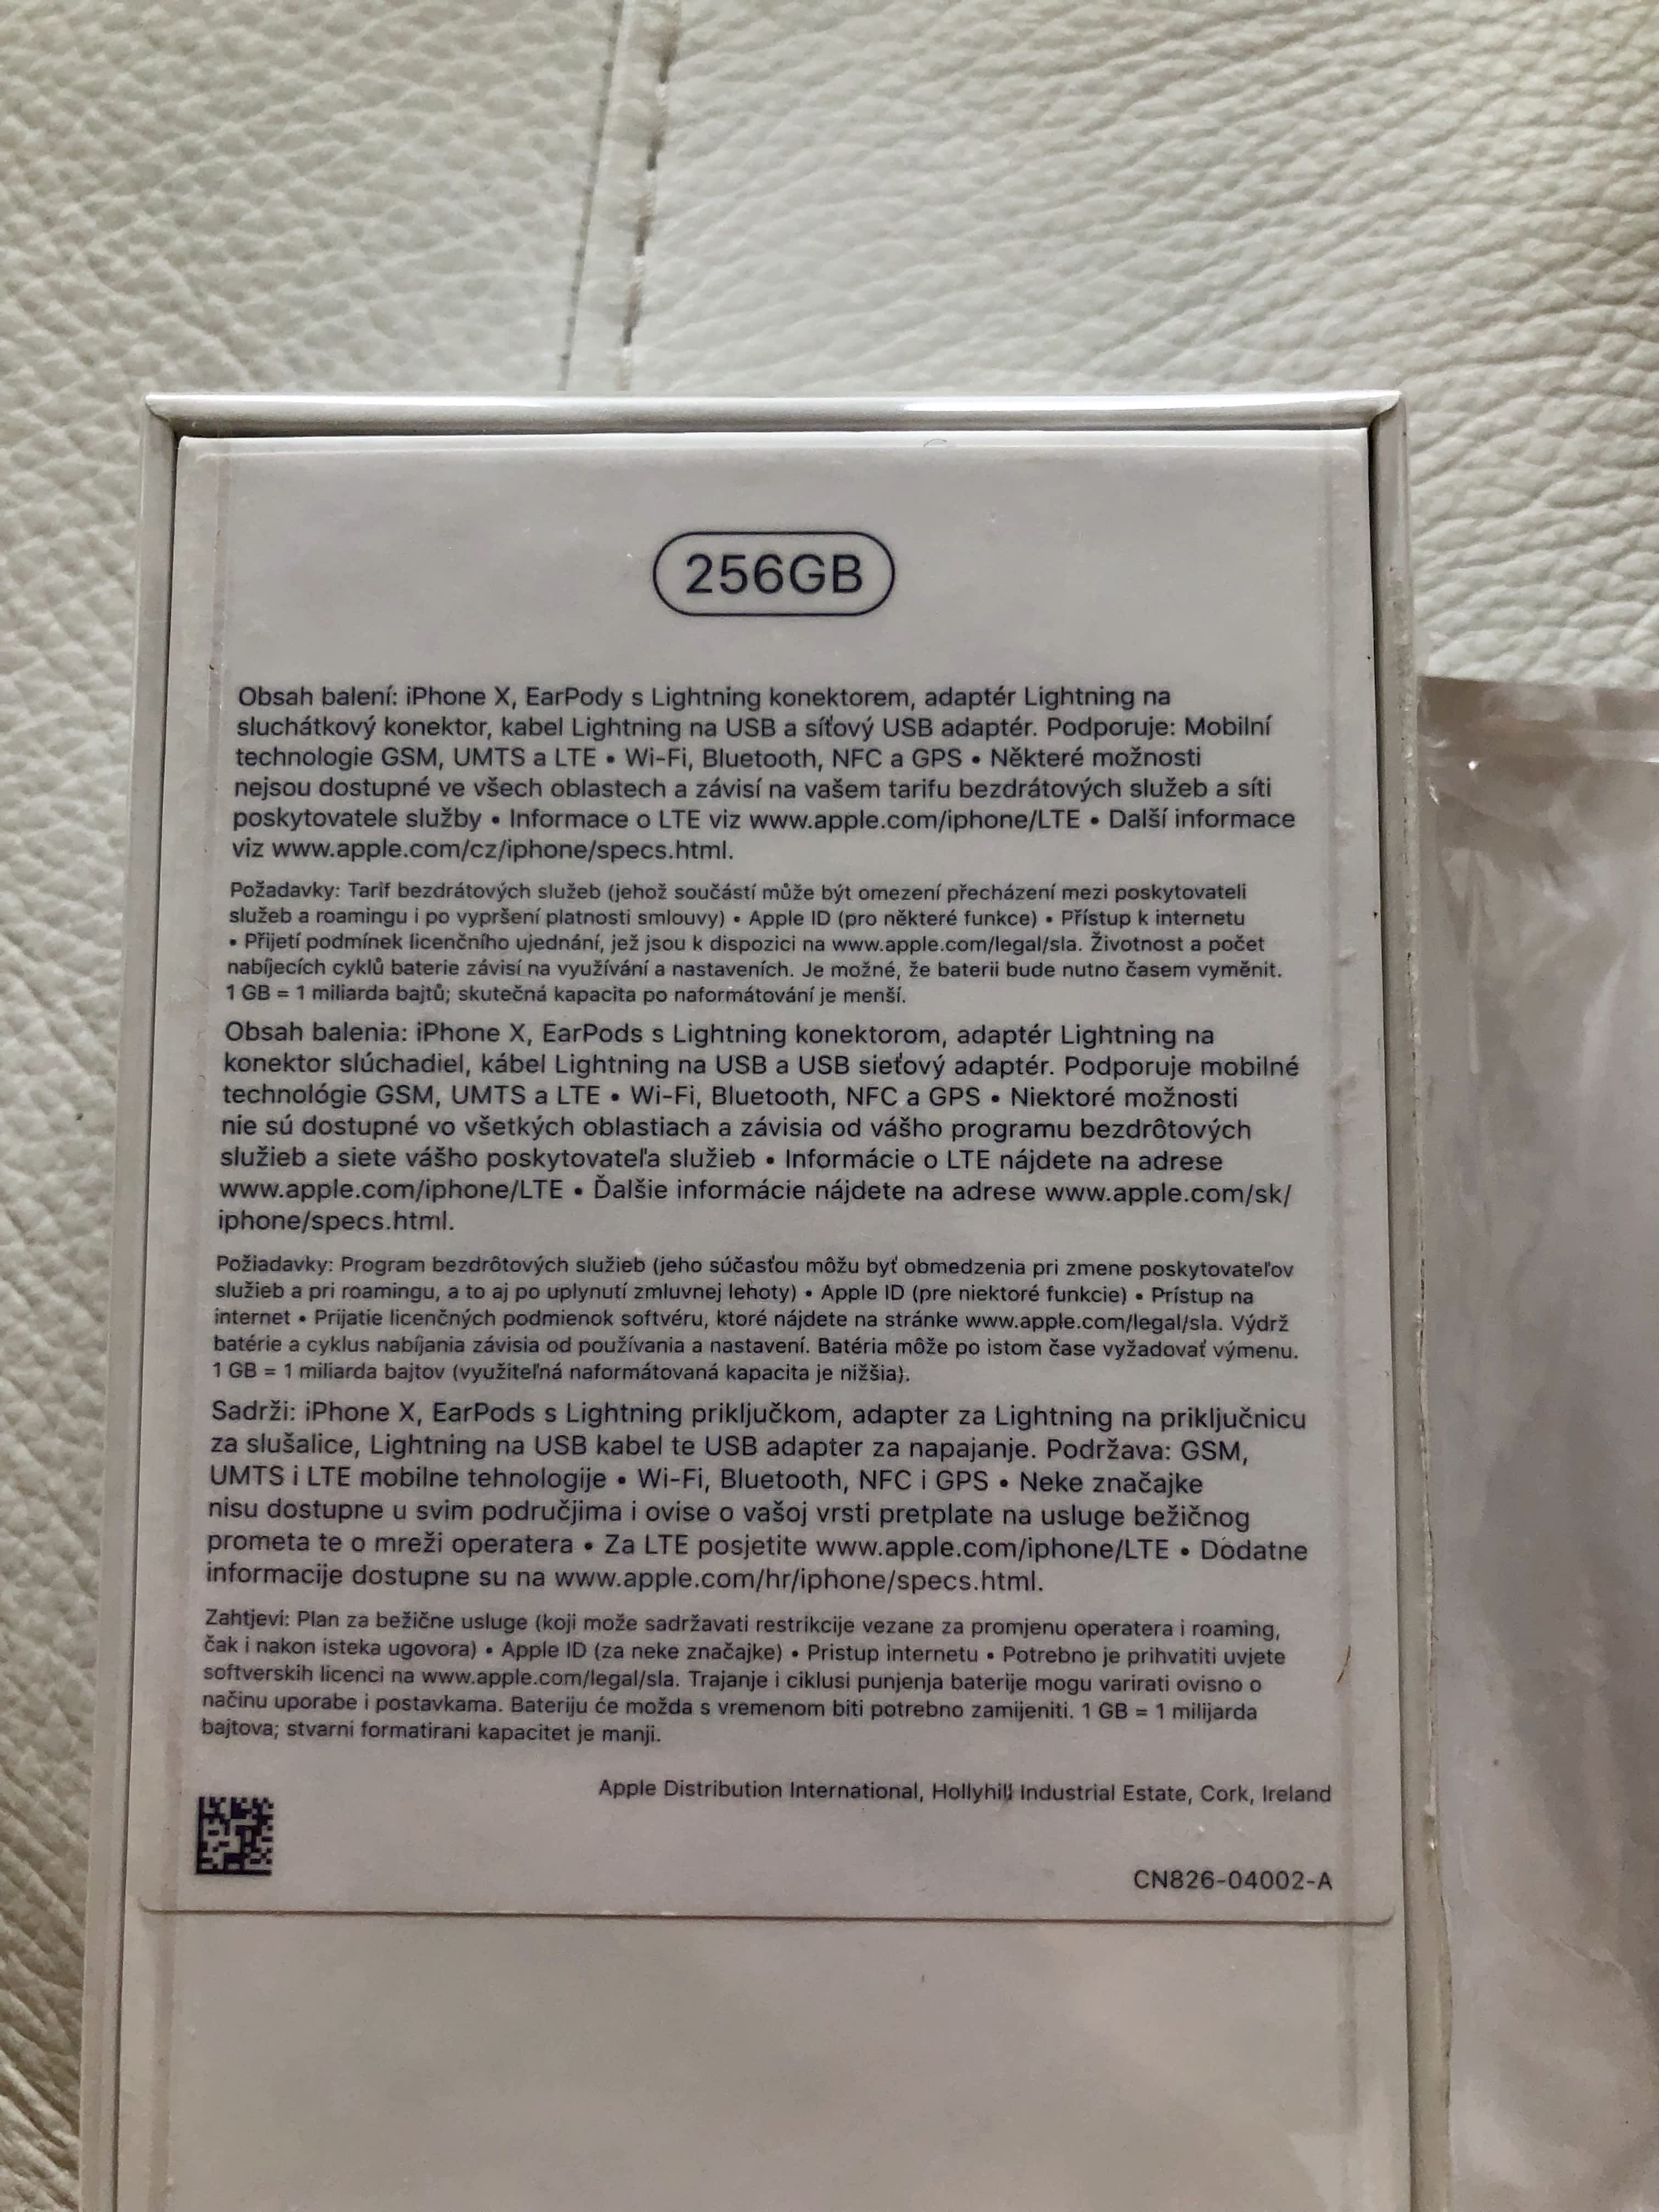 256GB
Obsah balení: iPhone X, EarPody s Lightning konektorem, adaptér Lightning na
sluchátkový konektor, kabel Lightning na USB a síťový USB adaptér. Podporuje: Mobilní
technologie GSM, UMTS a LTE • Wi-Fi, Bluetooth, NFC a GPS • Některé možnosti
nejsou dostupné ve všech oblastech a závisí na vašem tarifu bezdrátových služeb a síti
poskytovatele služby • Informace o LTE viz www.apple.com/iphone/LTE • Další informace
viz www.apple.com/cz/iphone/specs.html.
Požadavky: Tarif bezdrátových služeb (jehož součástí může být omezení přecházení mezi poskytovateli
služeb a roamingu i po vypršení platnosti smlouvy) • Apple ID (pro některé funkce) • Přístup k internetu
• Přijetí podmínek licenčního ujednání, jež jsou k dispozici na www.apple.com/legal/sla. Životnost a počet
nabíjecích cyklů baterie závisí na využívání a nastaveních. Je možné, že baterii bude nutno časem vyměnit.
1 GB = 1 miliarda bajtů; skutečná kapacita po naformátování je menší.
Obsah balenia: iPhone X, EarPods s Lightning konektorom, adaptér Lightning na
konektor slúchadiel, kábel Lightning na USB a USB sieťový adaptér. Podporuje mobilné
technológie GSM, UMTS a LTE • Wi-Fi, Bluetooth, NFC a GPS • Niektoré možnosti
nie sú dostupné vo všetkých oblastiach a závisia od vášho programu bezdrôtových
služieb a siete vášho poskytovateľa služieb • Informácie o LTE nájdete na adrese
www.apple.com/iphone/LTE • Ďalšie informácie nájdete na adrese www.apple.com/sk/
iphone/specs.html.
Požiadavky: Program bezdrôtových služieb (jeho súčasťou môžu byť obmedzenia pri zmene poskytovateľov
služieb a pri roamingu, a to aj po uplynutí zmluvnej lehoty) • Apple ID (pre niektoré funkcie) • Prístup na
internet • Prijatie licenčných podmienok softvéru, ktoré nájdete na stránke www.apple.com/legal/sla. Výdrž
batérie a cyklus nabíjania závisia od používania a nastavení. Batéria môže po istom čase vyžadovať výmenu.
1 GB = 1 miliarda bajtov (využiteľná naformátovaná kapacita je nižšia).
Sadrži: iPhone X, EarPods s Lightning priključkom, adapter za Lightning na priključnicu
za slušalice, Lightning na USB kabel te USB adapter za napajanje. Podržava: GSM,
UMTS i LTE mobilne tehnologije • Wi-Fi, Bluetooth, NFC i GPS • Neke značajke
nisu dostupne u svim područjima i ovise o vašoj vrsti pretplate na usluge bežičnog
prometa te o mreži operatera • Za LTE posjetite www.apple.com/iphone/LTE • Dodatne
informacije dostupne su na www.apple.com/hr/iphone/specs.html.
Zahtjevi: Plan za bežične usluge (koji može sadržavati restrikcije vezane za promjenu operatera i roaming,
čak i nakon isteka ugovora) • Apple ID (za neke značajke) • Pristup internetu • Potrebno je prihvatiti uvjete
softverskih licenci na www.apple.com/legal/sla. Trajanje i ciklusi punjenja baterije mogu varirati ovisno o
načinu uporabe i postavkama. Bateriju će možda s vremenom biti potrebno zamijeniti. 1 GB = 1 milijarda
bajtova; stvarni formatirani kapacitet je manji.
Apple Distribution International, Hollyhill Industrial Estate, Cork, Ireland
CN826-04002-A